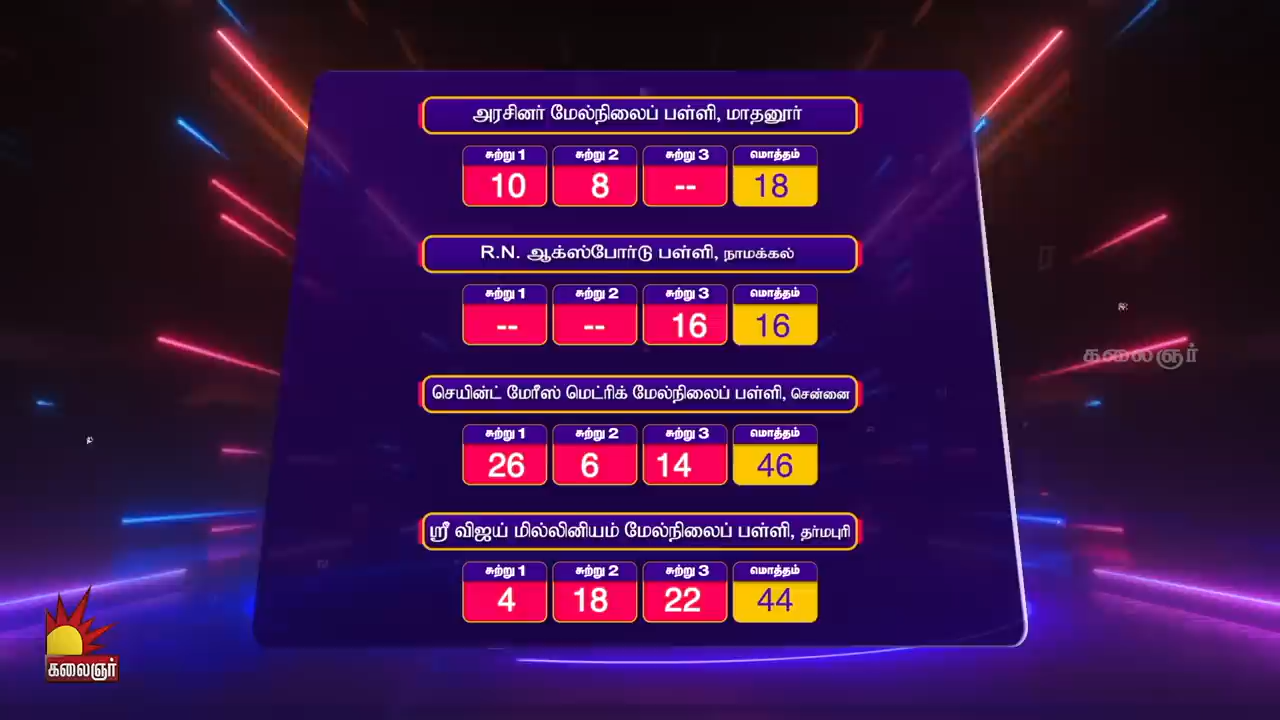 அரசினர் மேல்நிலைப் பள்ளி, மாதனூர்
சுற்று 1 சுற்று 2 சுற்று 3 மொத்தம்
10 8 -- 18
R.N. ஆக்ஸ்போர்டு பள்ளி, நாமக்கல்
சுற்று 1 சுற்று 2 சுற்று 3 மொத்தம்
-- -- 16 16
கலைஞர்
செயின்ட் மேரீஸ் மெட்ரிக் மேல்நிலைப் பள்ளி, சென்னை
சுற்று 1 சுற்று 2 சுற்று 3 மொத்தம்
26 6 14 46
ஸ்ரீ விஜய் மில்லினியம் மேல்நிலைப் பள்ளி, தர்மபுரி
சுற்று 1 சுற்று 2 சுற்று 3 மொத்தம்
4 18 22 44
கலைஞர்